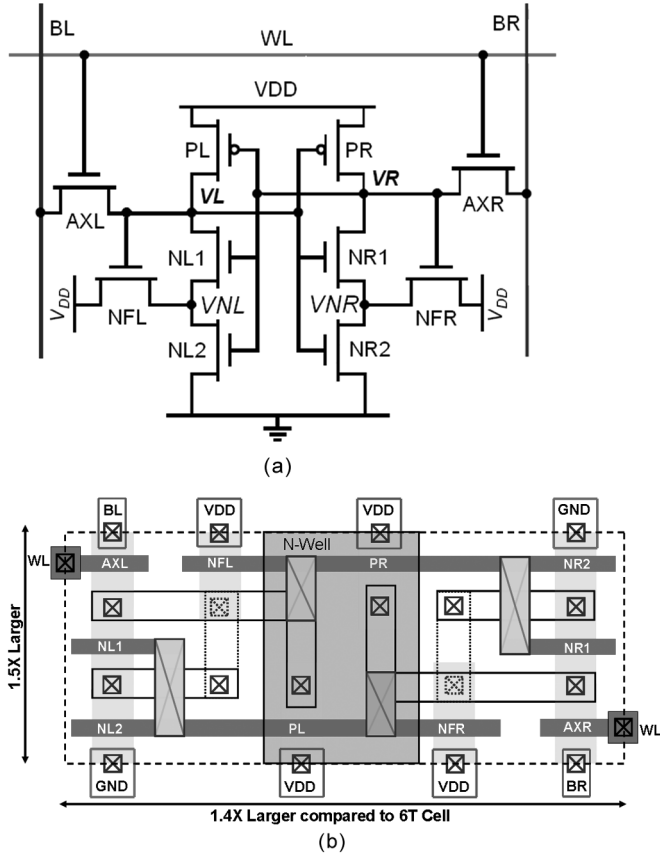 BL
BR
WL
VDD
PL
PR
VL
VR
AXL
AXR
NL1
NR1
VDD
NFL
VNL
VNR
NFR
VDD
NL2
NR2
(a)
BL
VDD
VDD
GND
N-Well
WL
AXL
NFL
PR
NR2
1.5X Larger
NL1
NR1
NL2
PL
NFR
AXR
WL
GND
VDD
VDD
BR
1.4X Larger compared to 6T Cell
(b)